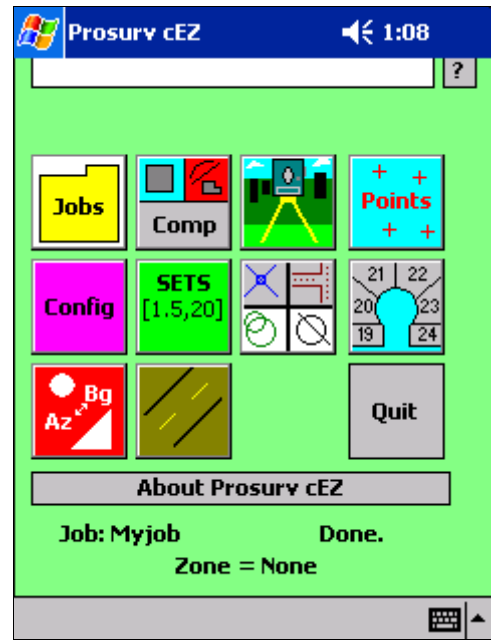 Prosurv cEZ 1:08
?
Jobs
Comp
Points
Config
SETS
[1.5,20]
21 22
20 23
19 24
Bg
Az
Quit
About Prosurv cEZ
Job: Myjob Done.
Zone = None